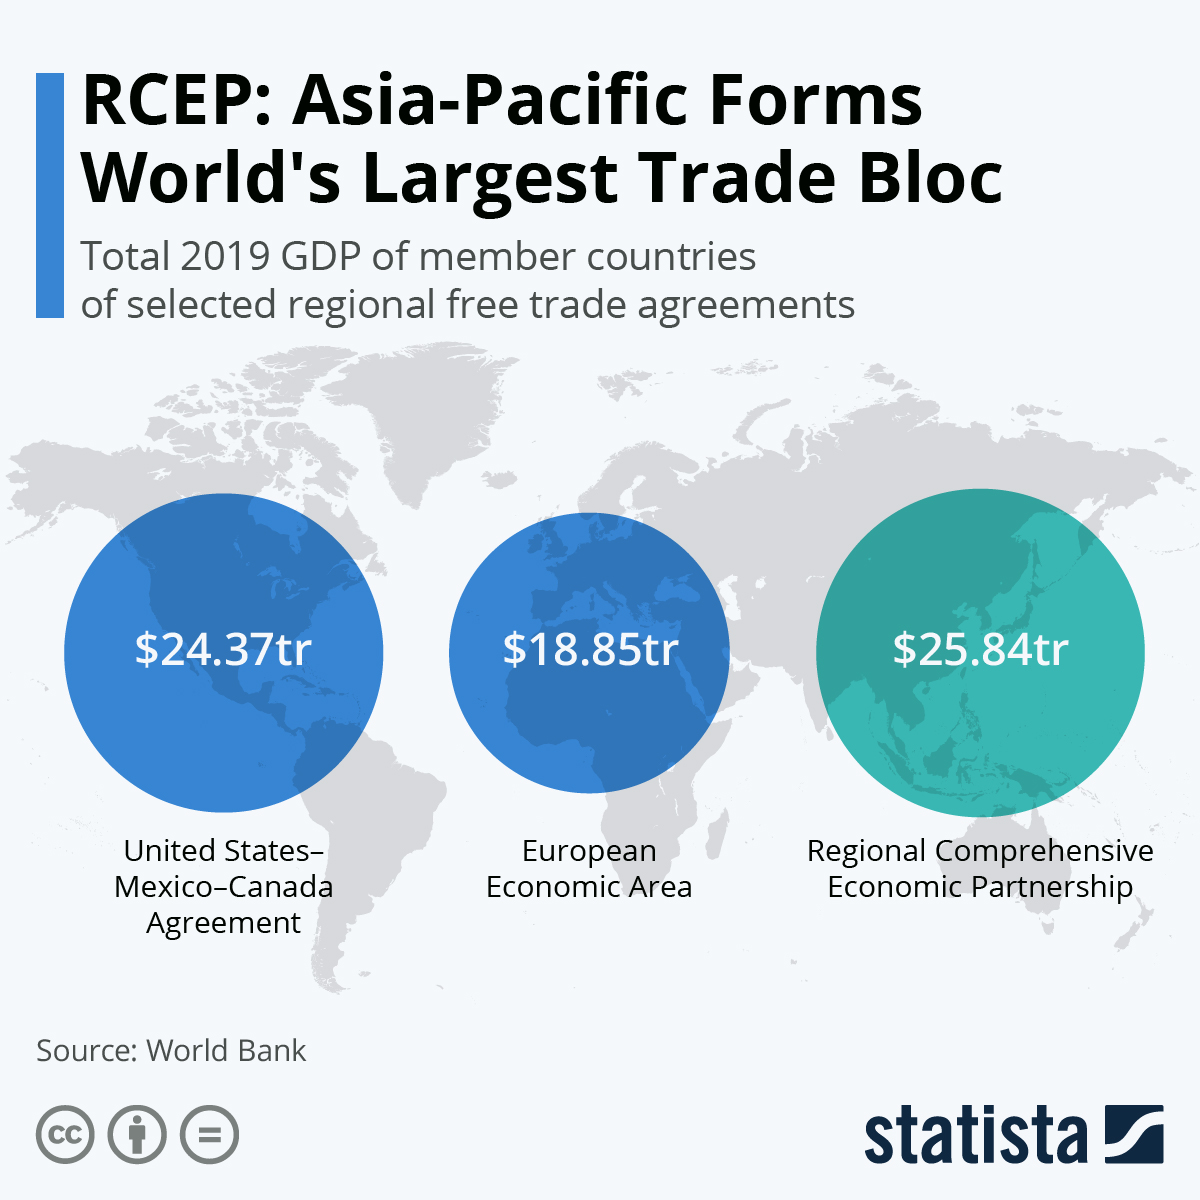 RCEP: Asia-Pacific Forms
World's Largest Trade Bloc
Total 2019 GDP of member countries
of selected regional free trade agreements
$24.37tr
$18.85tr
$25.84tr
United States–
Mexico–Canada
Agreement
European
Economic Area
Regional Comprehensive
Economic Partnership
Source: World Bank
cc
statista